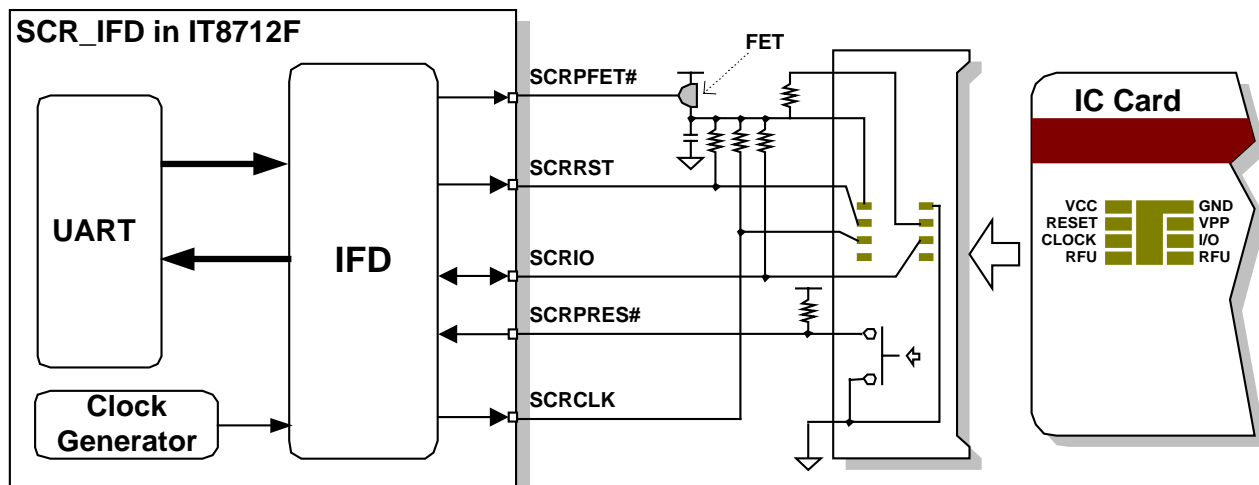 SCR_IFD in IT8712F
UART
IFD
Clock
Generator
SCRPFET#
SCRRST
SCRIO
SCRPRES#
SCRCLK
FET
IC Card
VCC
RESET
CLOCK
RFU
GND
VPP
I/O
RFU